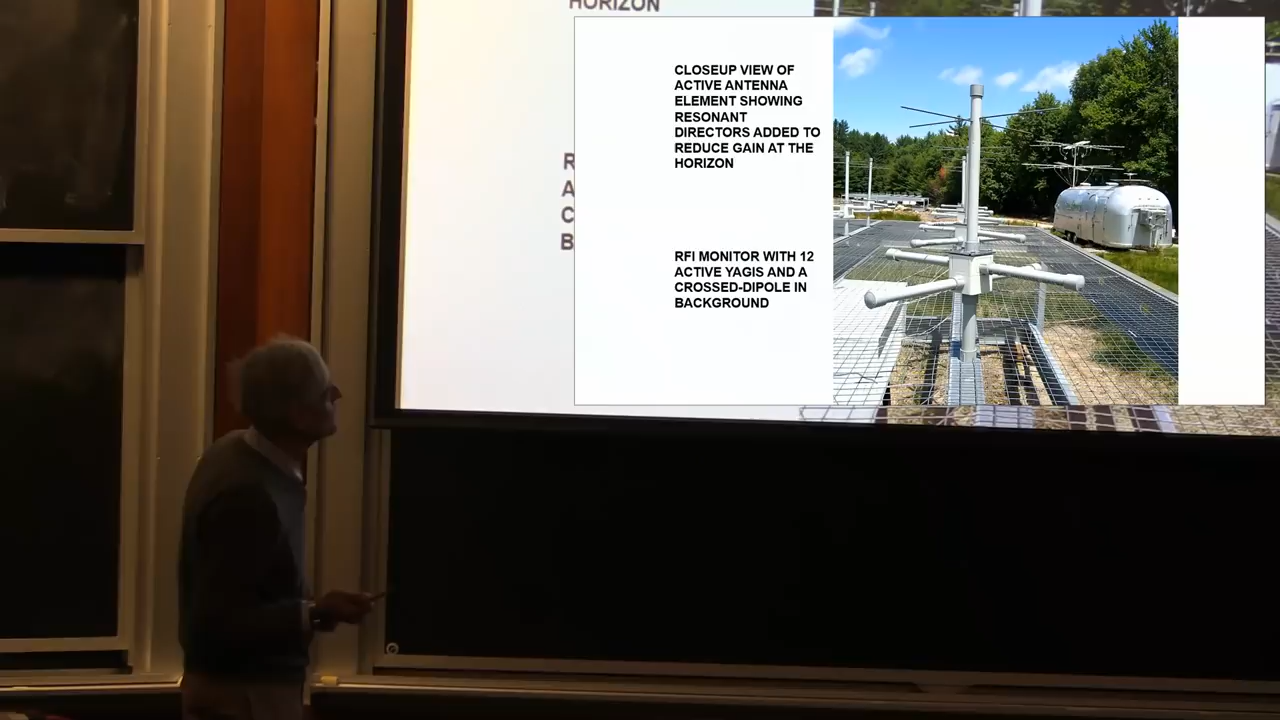 HORIZON
CLOSEUP VIEW OF
ACTIVE ANTENNA
ELEMENT SHOWING
RESONANT
DIRECTORS ADDED TO
REDUCE GAIN AT THE
HORIZON
R
A
C
B
RFI MONITOR WITH 12
ACTIVE YAGIS AND A
CROSSED-DIPOLE IN
BACKGROUND